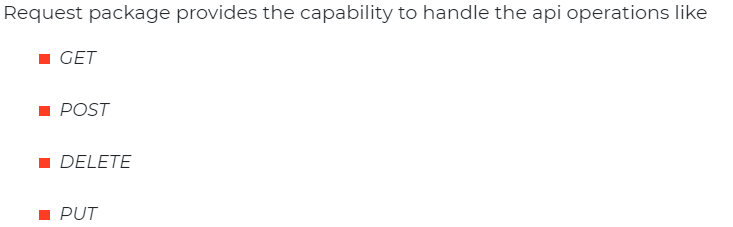 Request package provides the capability to handle the api operations like
GET
POST
DELETE
PUT